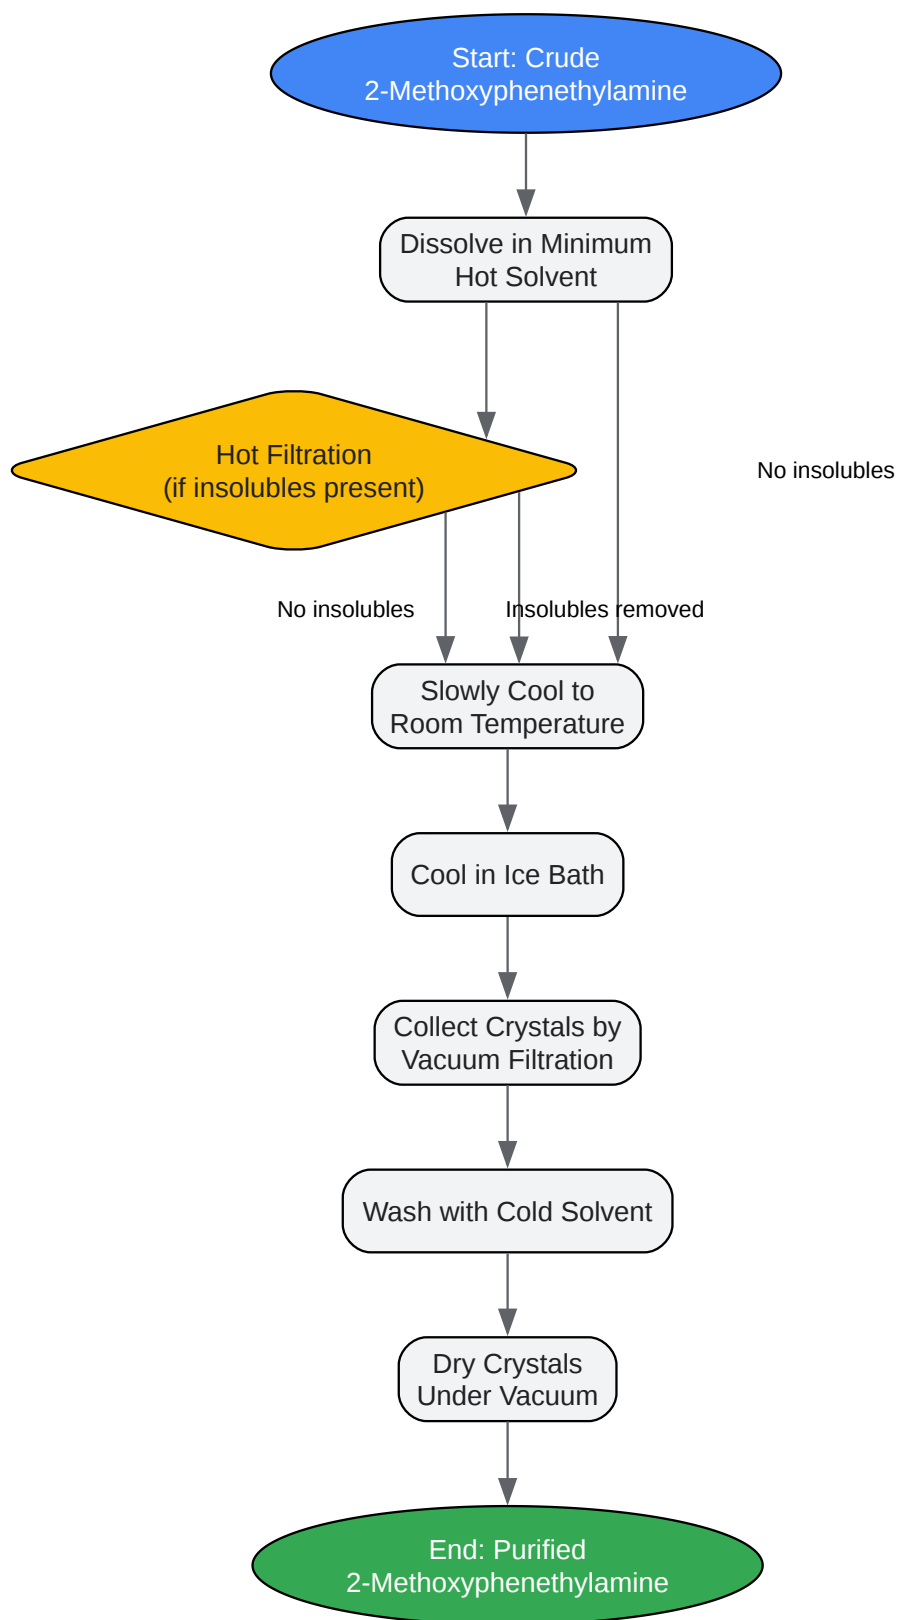 Start: Crude
2-Methoxyphenethylamine
Dissolve in Minimum
Hot Solvent
Hot Filtration
(if insolubles present)
No insolubles
No insolubles
Insolubles removed
Slowly Cool to
Room Temperature
Cool in Ice Bath
Collect Crystals by
Vacuum Filtration
Wash with Cold Solvent
Dry Crystals
Under Vacuum
End: Purified
2-Methoxyphenethylamine